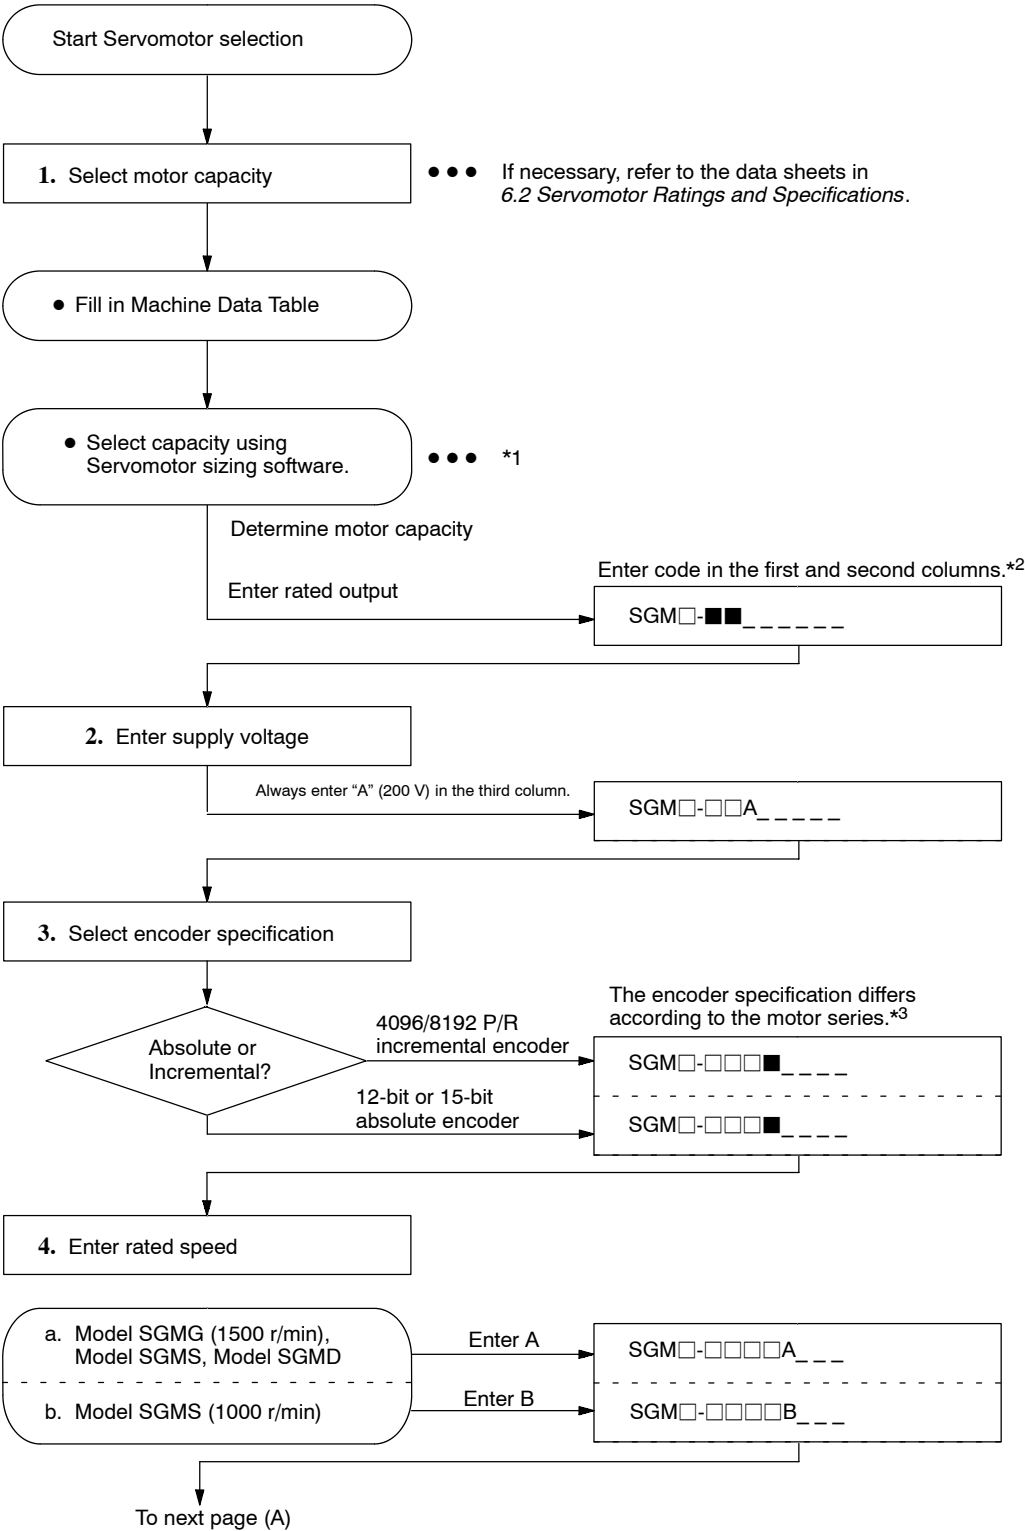 Start Servomotor selection
1. Select motor capacity
● ● ● If necessary, refer to the data sheets in
6.2 Servomotor Ratings and Specifications.
● Fill in Machine Data Table
● Select capacity using
Servomotor sizing software.
● ● ● *1
Determine motor capacity
Enter rated output
Enter code in the first and second columns.*2
SGM□-■■_ _ _ _ _ _
2. Enter supply voltage
Always enter “A” (200 V) in the third column.
SGM□-□□A_ _ _ _ _
3. Select encoder specification
Absolute or
Incremental?
4096/8192 P/R
incremental encoder
12-bit or 15-bit
absolute encoder
The encoder specification differs
according to the motor series.*3
SGM□-□□□■_ _ _ _
SGM□-□□□■_ _ _ _
4. Enter rated speed
a. Model SGMG (1500 r/min),
Model SGMS, Model SGMD
Enter A
SGM□-□□□□A_ _ _
b. Model SGMS (1000 r/min)
Enter B
SGM□-□□□□B_ _ _
To next page (A)